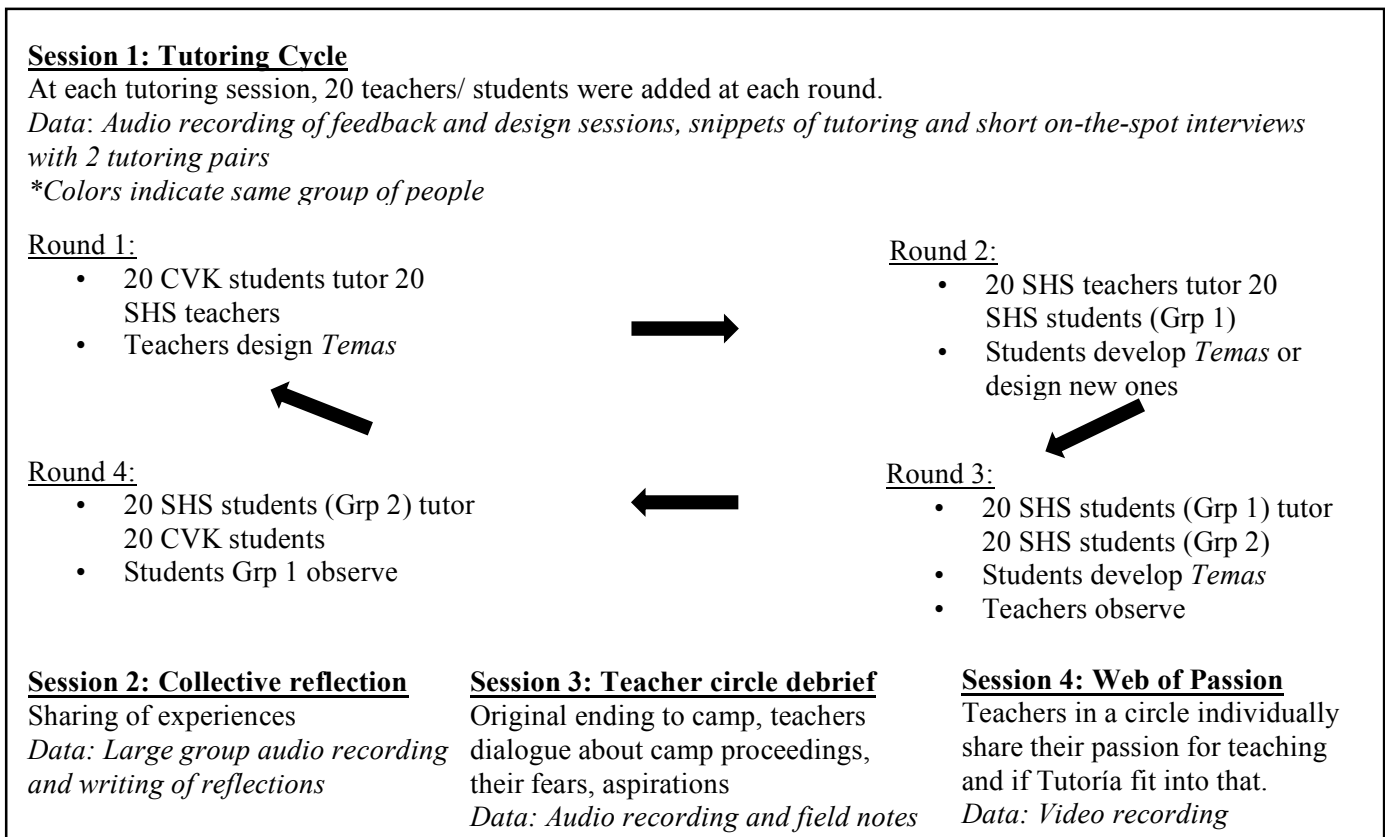 Session 1: Tutoring Cycle
At each tutoring session, 20 teachers/ students were added at each round.
Data: Audio recording of feedback and design sessions, snippets of tutoring and short on-the-spot interviews
with 2 tutoring pairs
*Colors indicate same group of people
Round 1:
• 20 CVK students tutor 20
SHS teachers
• Teachers design Temas
Round 2:
• 20 SHS teachers tutor 20
SHS students (Grp 1)
• Students develop Temas or
design new ones
Round 3:
• 20 SHS students (Grp 1) tutor
20 SHS students (Grp 2)
• Students develop Temas
• Teachers observe
Round 4:
• 20 SHS students (Grp 2) tutor
20 CVK students
• Students Grp 1 observe
Session 2: Collective reflection
Sharing of experiences
Data: Large group audio recording
and writing of reflections
Session 3: Teacher circle debrief
Original ending to camp, teachers
dialogue about camp proceedings,
their fears, aspirations
Data: Audio recording and field notes
Session 4: Web of Passion
Teachers in a circle individually
share their passion for teaching
and if Tutoría fit into that.
Data: Video recording